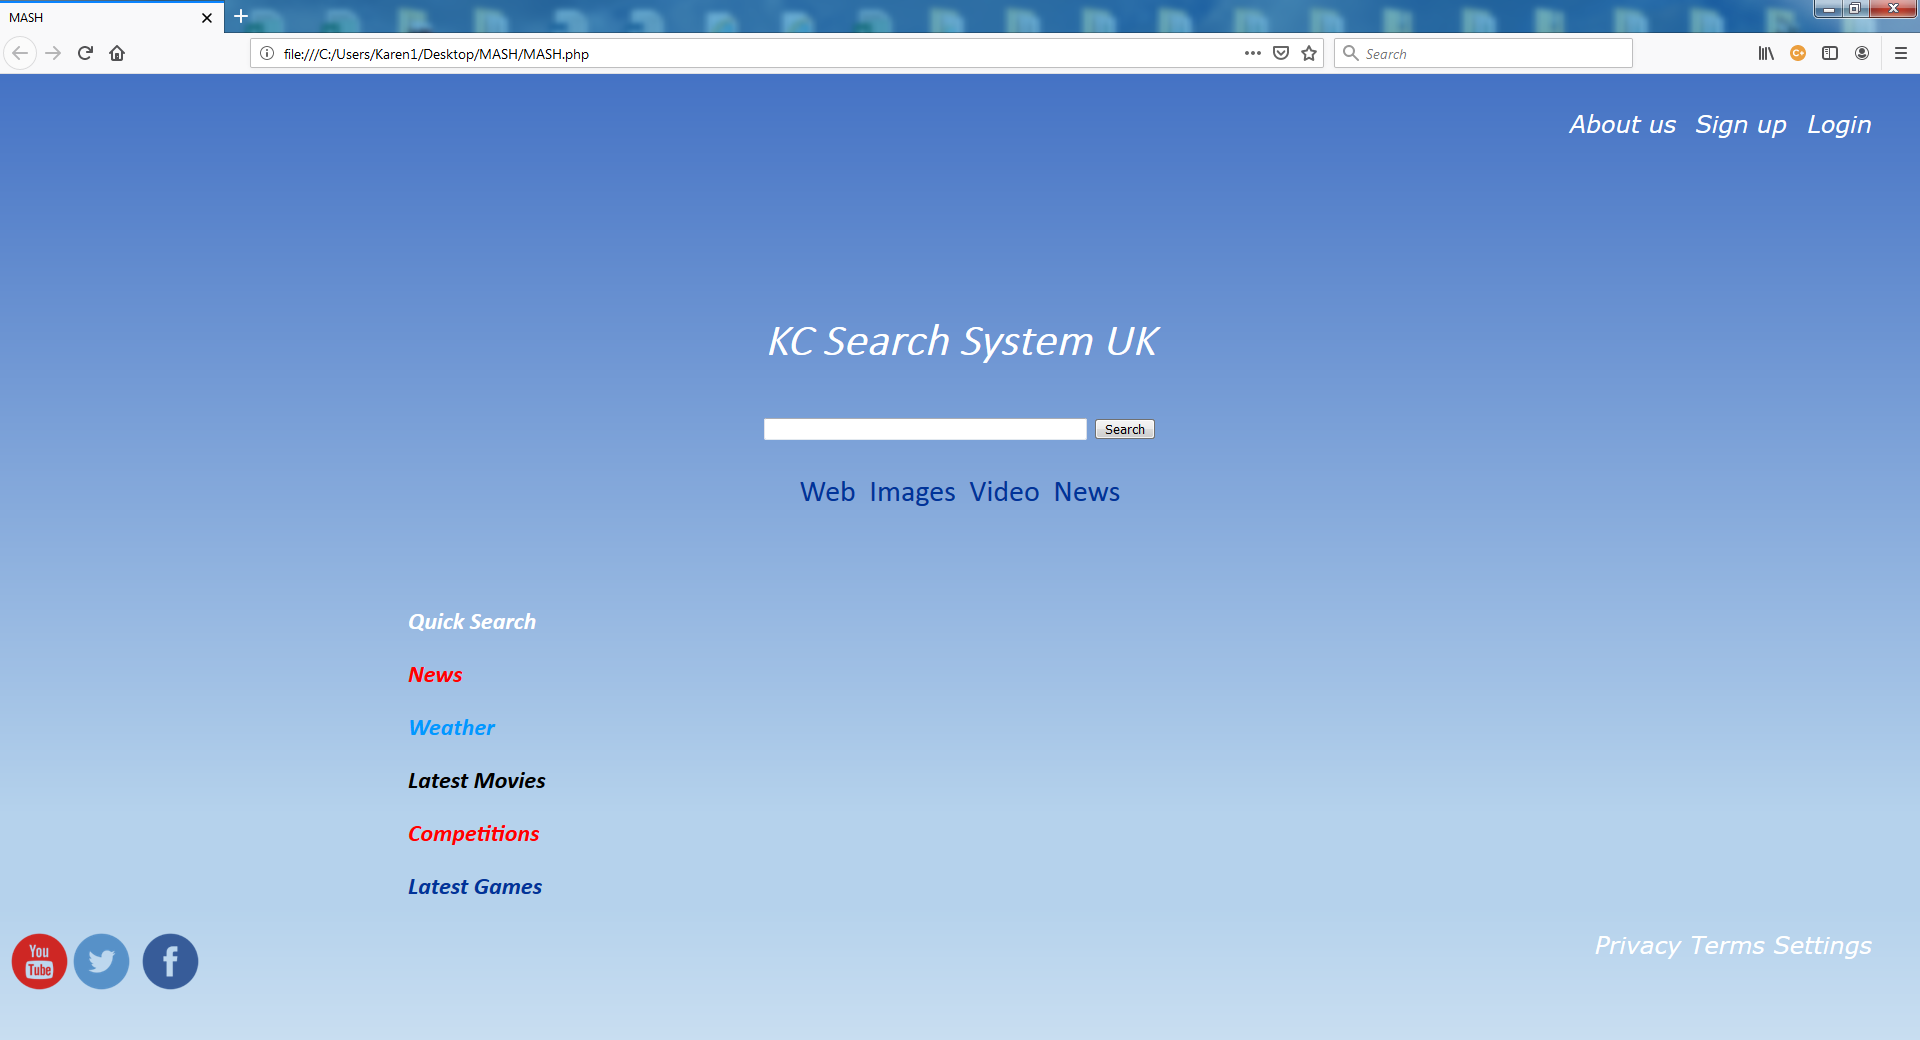 MASH
file:///C:/Users/Karen1/Desktop/MASH/MASH.php
Search
About us Sign up Login
KC Search System UK
Search
Web Images Video News
Quick Search
News
Weather
Latest Movies
Competitions
Latest Games
You
Tube
f
Privacy Terms Settings